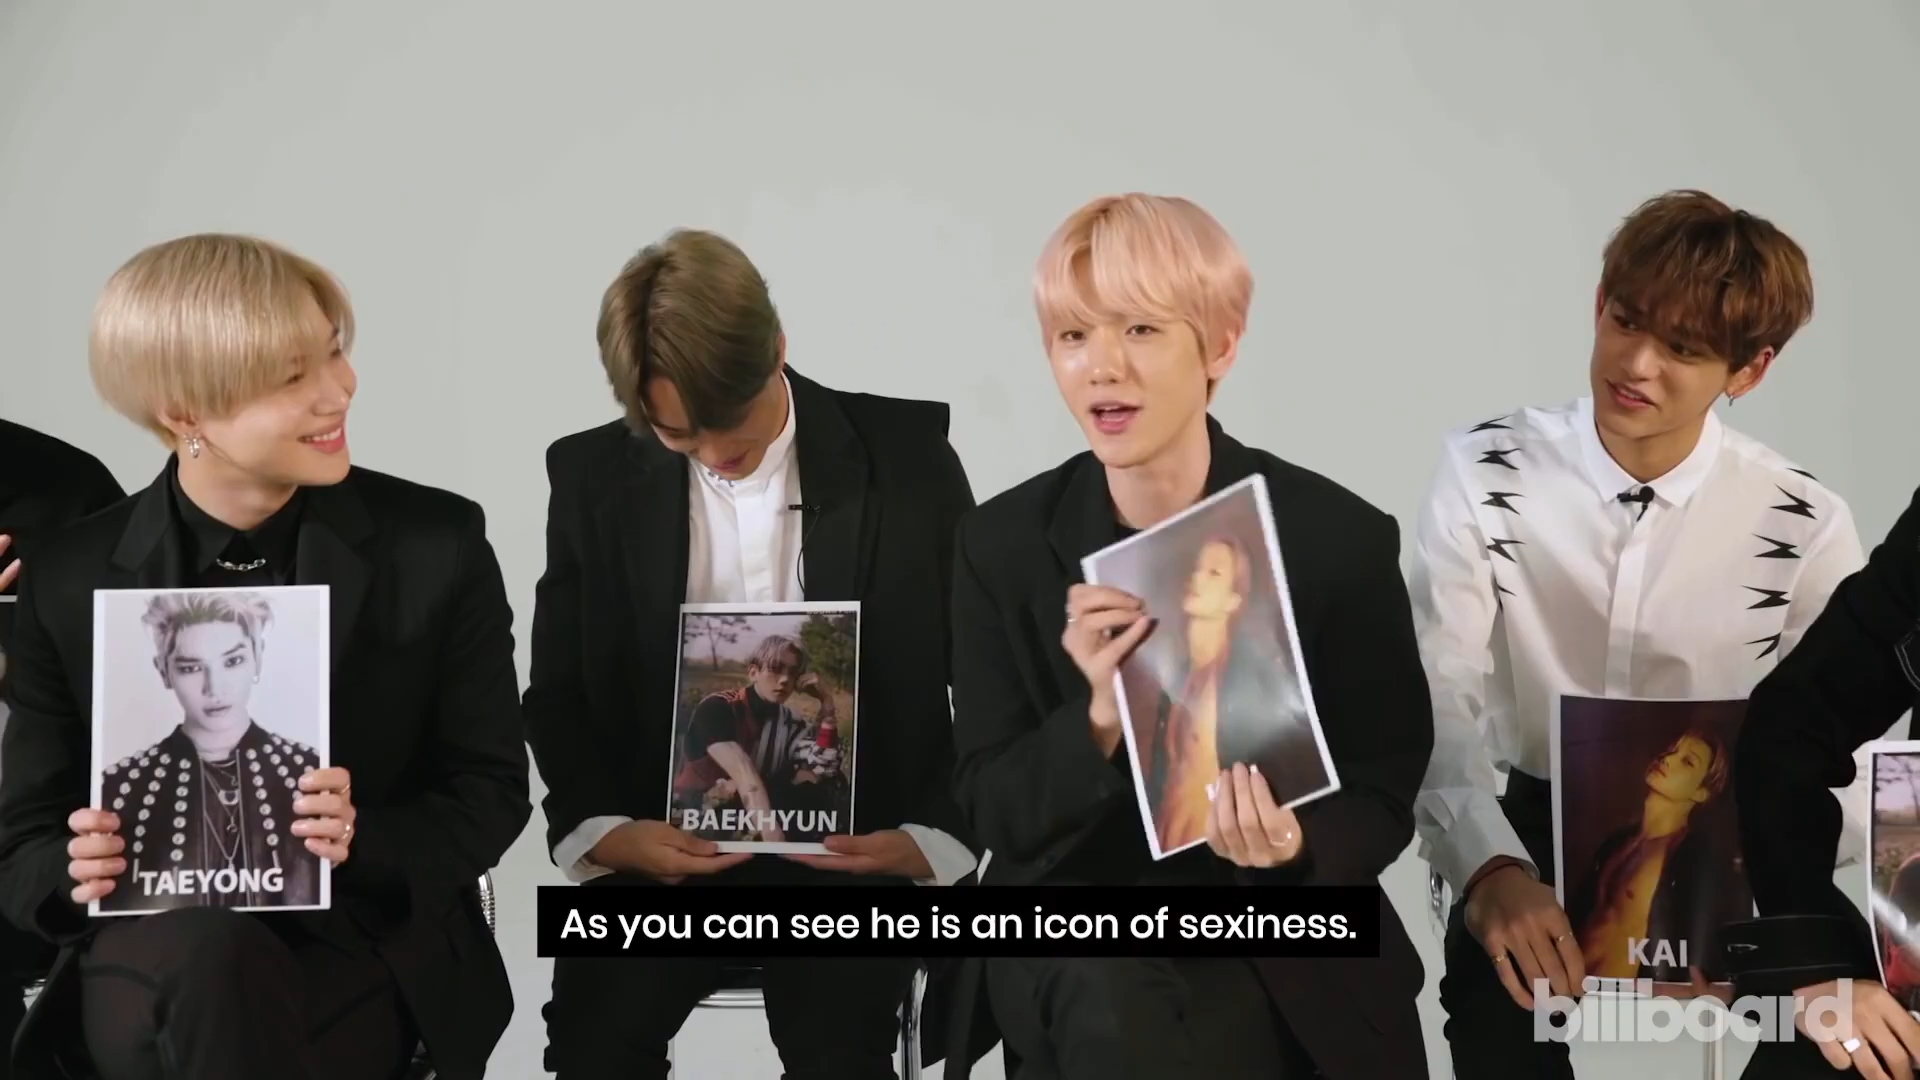 TAEYONG
BAEKHYUN
KAI
As you can see he is an icon of sexiness.
billboard